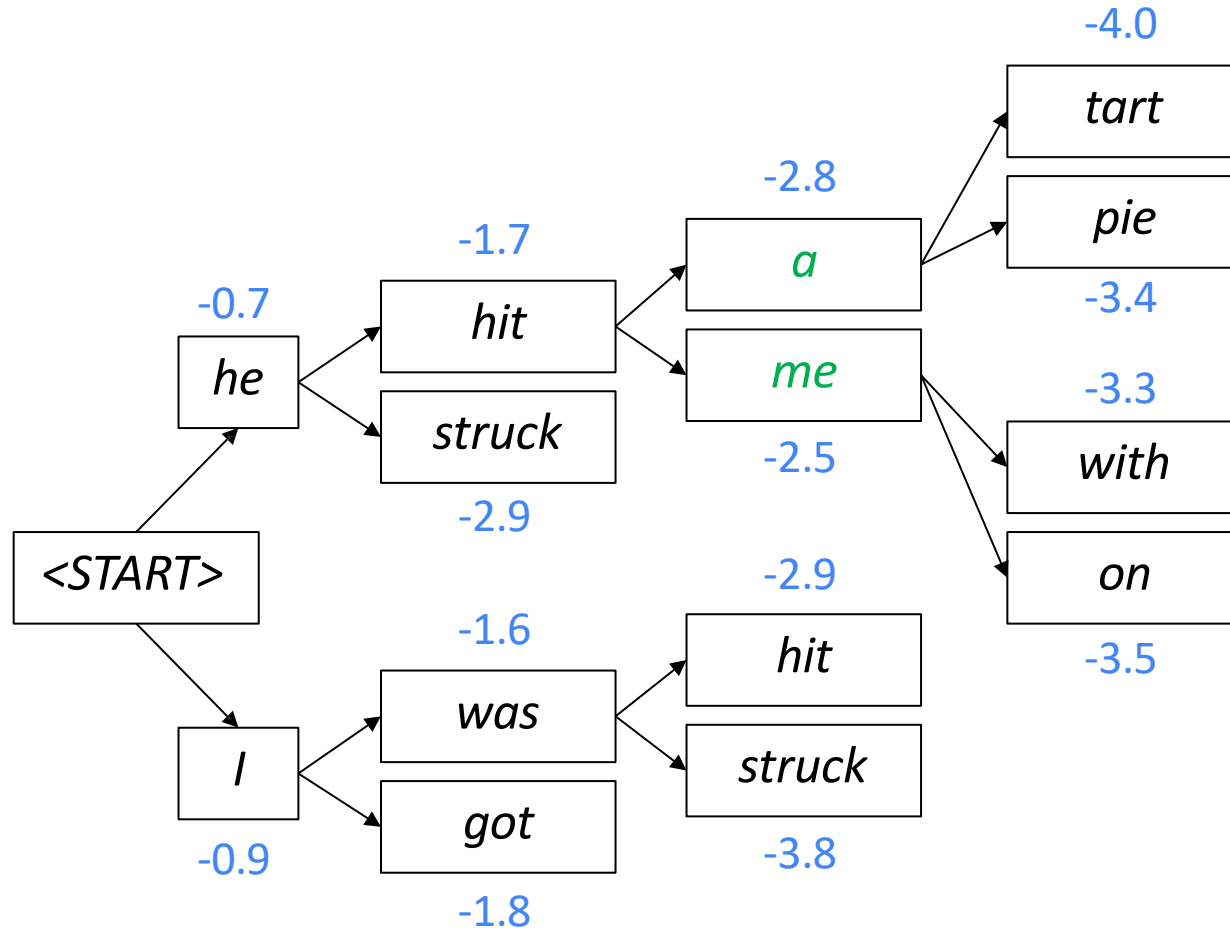 -4.0
tart
-2.8
pie
-1.7
a
-3.4
-0.7
hit
me
-3.3
he
struck
-2.5
with
-2.9
<START>
-2.9
on
-1.6
hit
-3.5
was
I
struck
got
-0.9
-3.8
-1.8